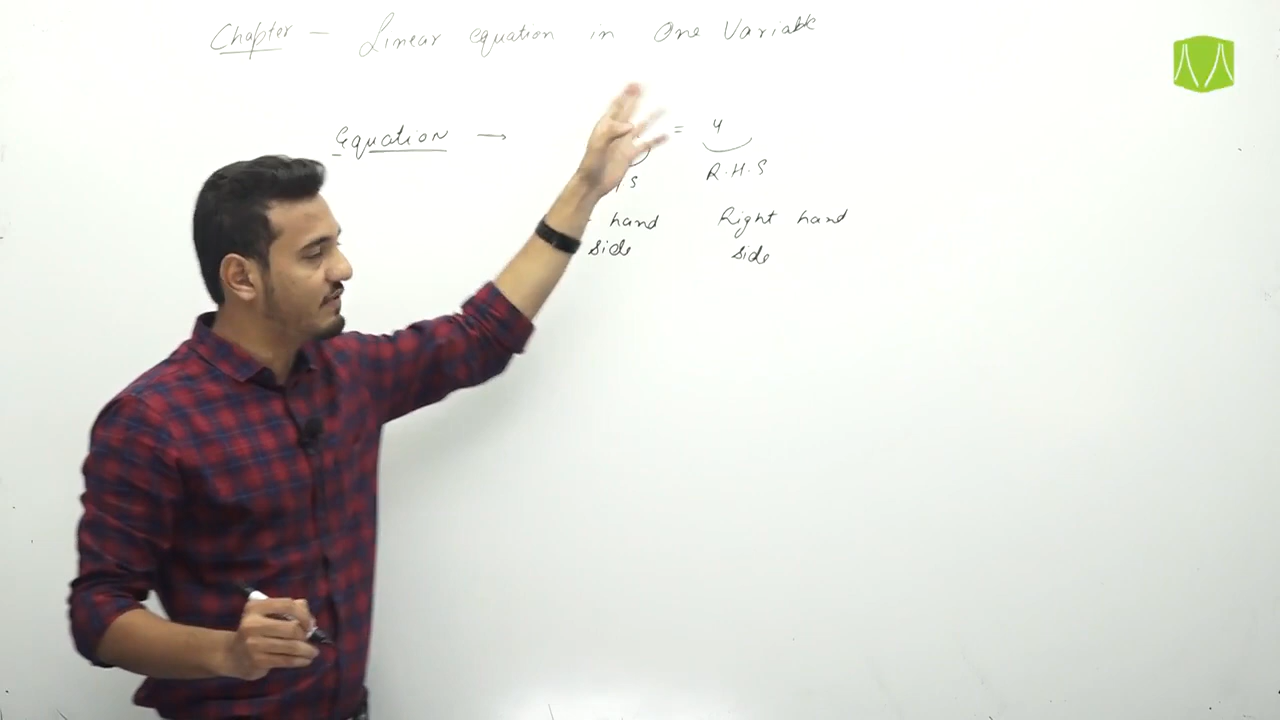 Chapter - Linear equation in One Variable
Equation → = 4
S R.H.S
hand Right hand
side side